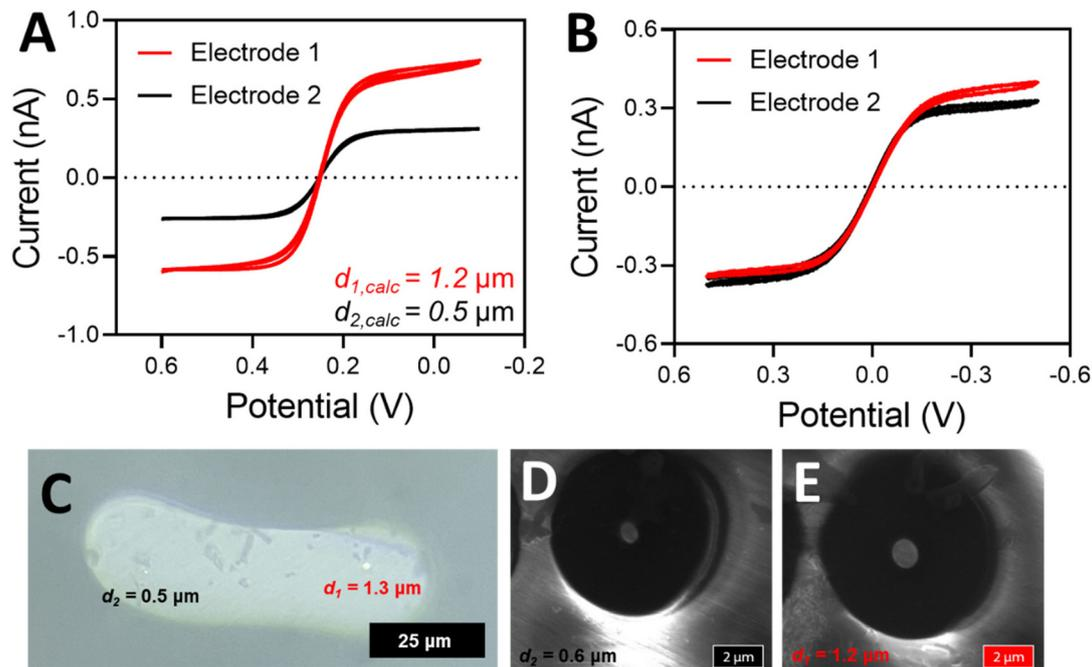 A
1.0
0.5
0.0
-0.5
-1.0
Current (nA)
Electrode 1
Electrode 2
d1,calc = 1.2 µm
d2,calc = 0.5 µm
0.6 0.4 0.2 0.0 -0.2
Potential (V)
B
0.6
0.3
0.0
-0.3
-0.6
Current (nA)
Electrode 1
Electrode 2
0.6 0.3 0.0 -0.3 -0.6
Potential (V)
C
d2 = 0.5 µm
d1 = 1.3 µm
25 µm
D
d2 = 0.6 µm
2 µm
E
d1 = 1.2 µm
2 µm